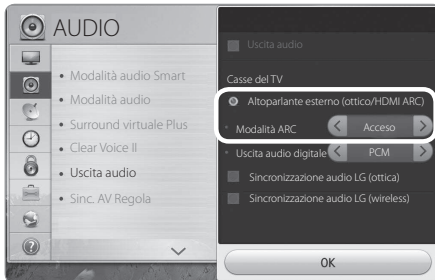 AUDIO
Modalità audio Smart
Modalità audio
Surround virtuale Plus
Clear Voice II
Uscita audio
Sinc. AV Regola
Uscita audio
Casse del TV
Altoparlante esterno (ottico/HDMI ARC)
Modalità ARC < Acceso >
Uscita audio digitale < PCM >
Sincronizzazione audio LG (ottica)
Sincronizzazione audio LG (wireless)
OK